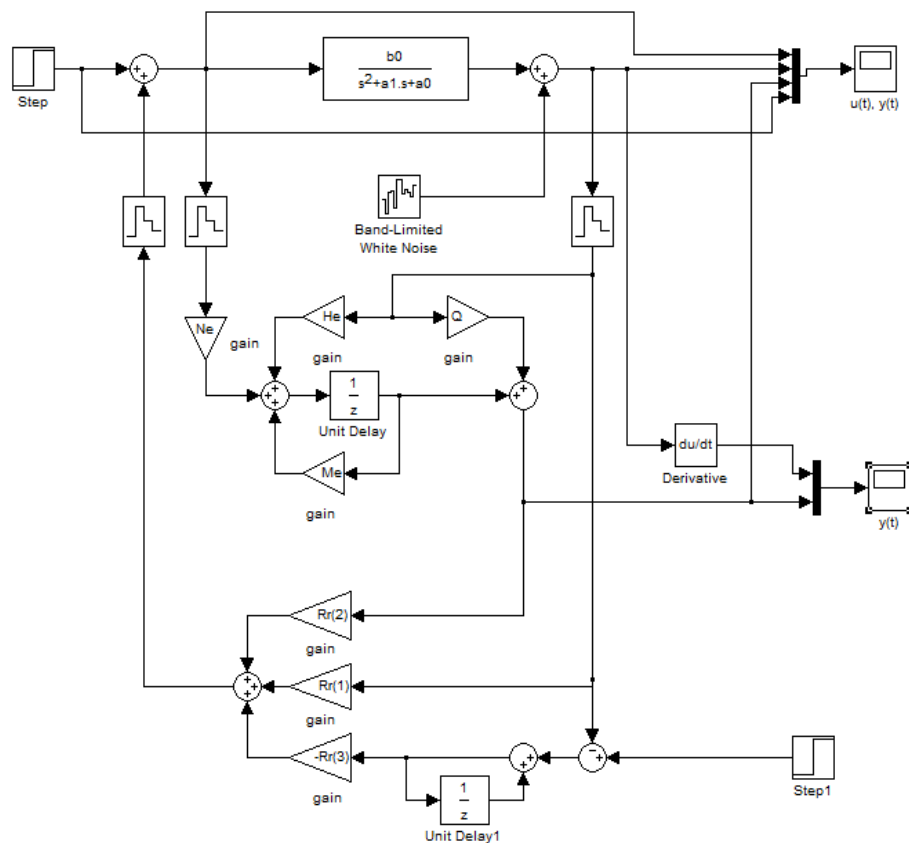 Step
+
+
b0
s²+a1.s+a0
+
+
u(t), y(t)
Band-Limited
White Noise
Ne
gain
He
gain
Q
gain
+
+
+
1
z
Unit Delay
+
+
Me
gain
du/dt
Derivative
y(t)
Rr(2)
gain
+
+
+
Rr(1)
gain
-Rr(3)
gain
+
+
−
+
Step1
1
z
Unit Delay1